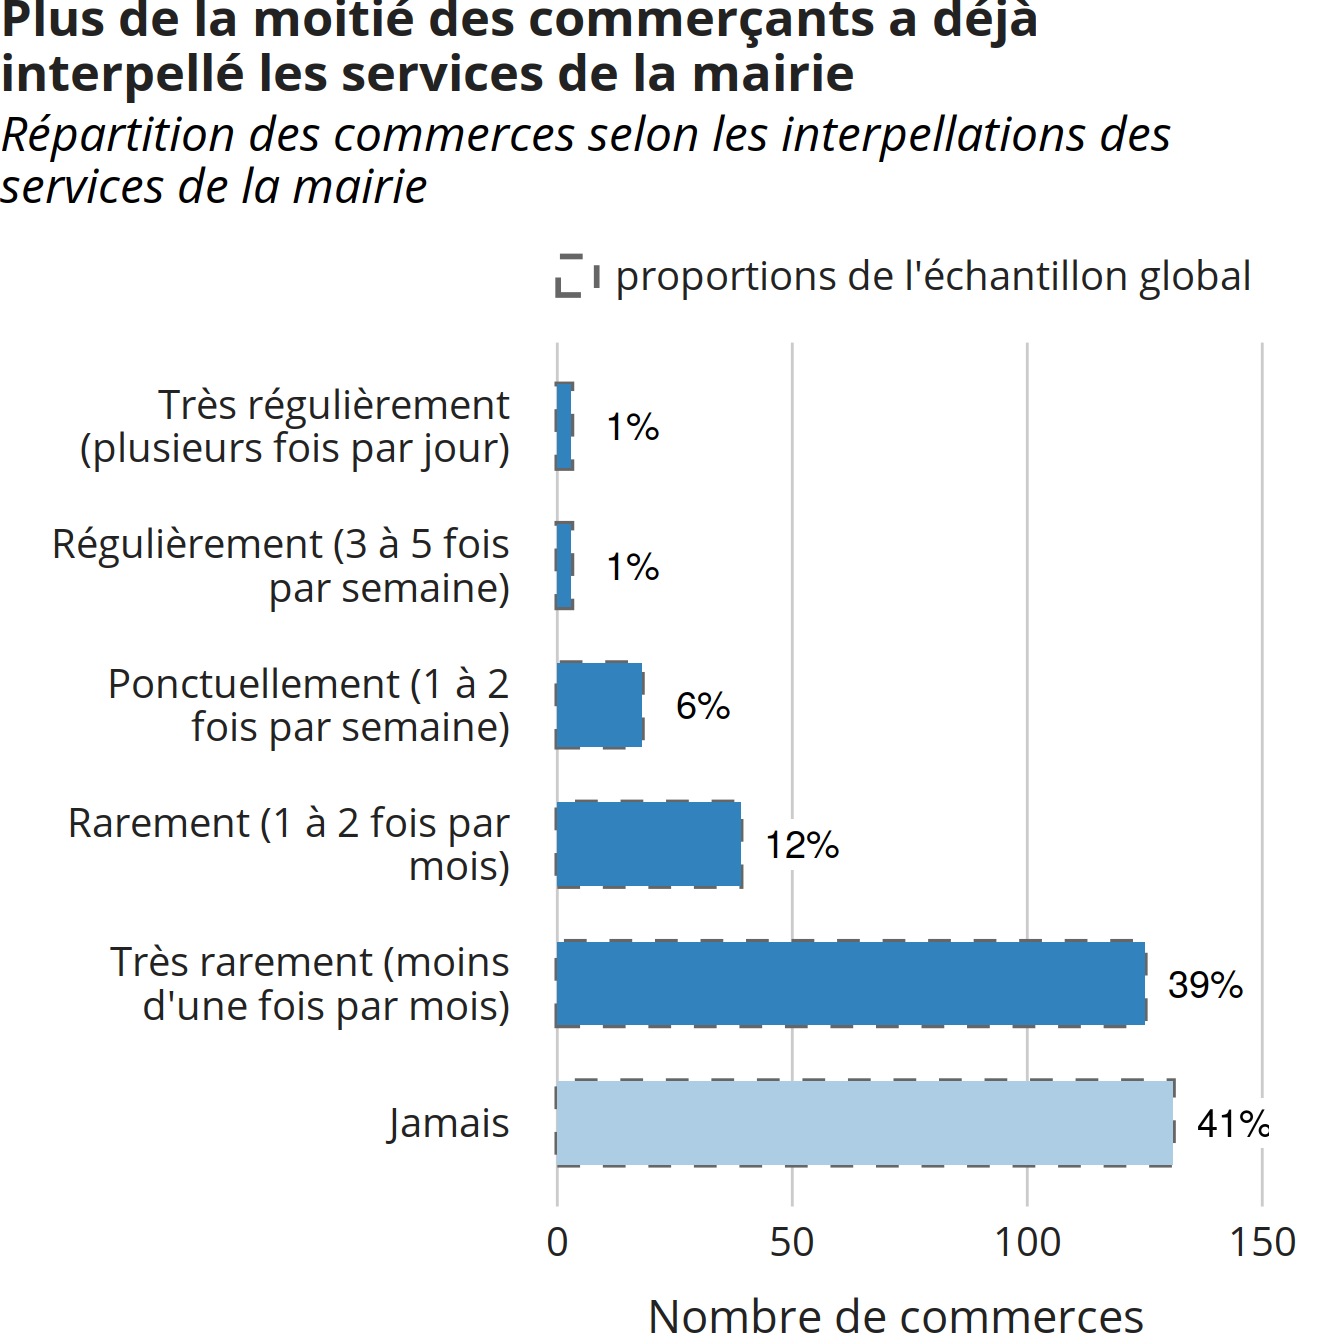 Plus de la moitié des commerçants a déjà
interpellé les services de la mairie
Répartition des commerces selon les interpellations des
services de la mairie
proportions de l'échantillon global
Très régulièrement
(plusieurs fois par jour)
1%
Régulièrement (3 à 5 fois
par semaine)
1%
Ponctuellement (1 à 2
fois par semaine)
6%
Rarement (1 à 2 fois par
mois)
12%
Très rarement (moins
d'une fois par mois)
39%
Jamais
41%
0 50 100 150
Nombre de commerces